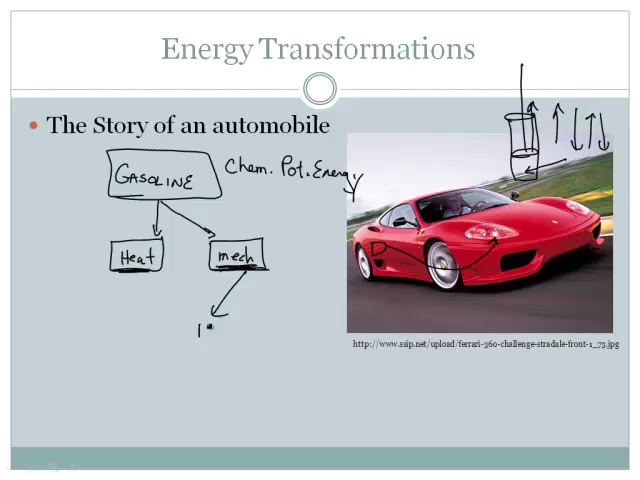 Energy Transformations
• The Story of an automobile
GASOLINE
Chem. Pot. Energy
Heat
mech
http://www.ssip.net/upload/ferrari-360-challenge-stradale-front-1_73.jpg